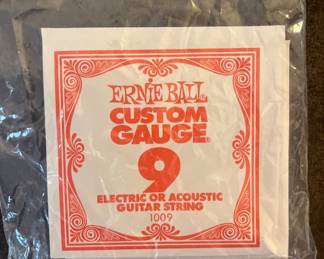 ERNIE BALL
CUSTOM
GAUGE®
9
ELECTRIC OR ACOUSTIC
GUITAR STRING
1009